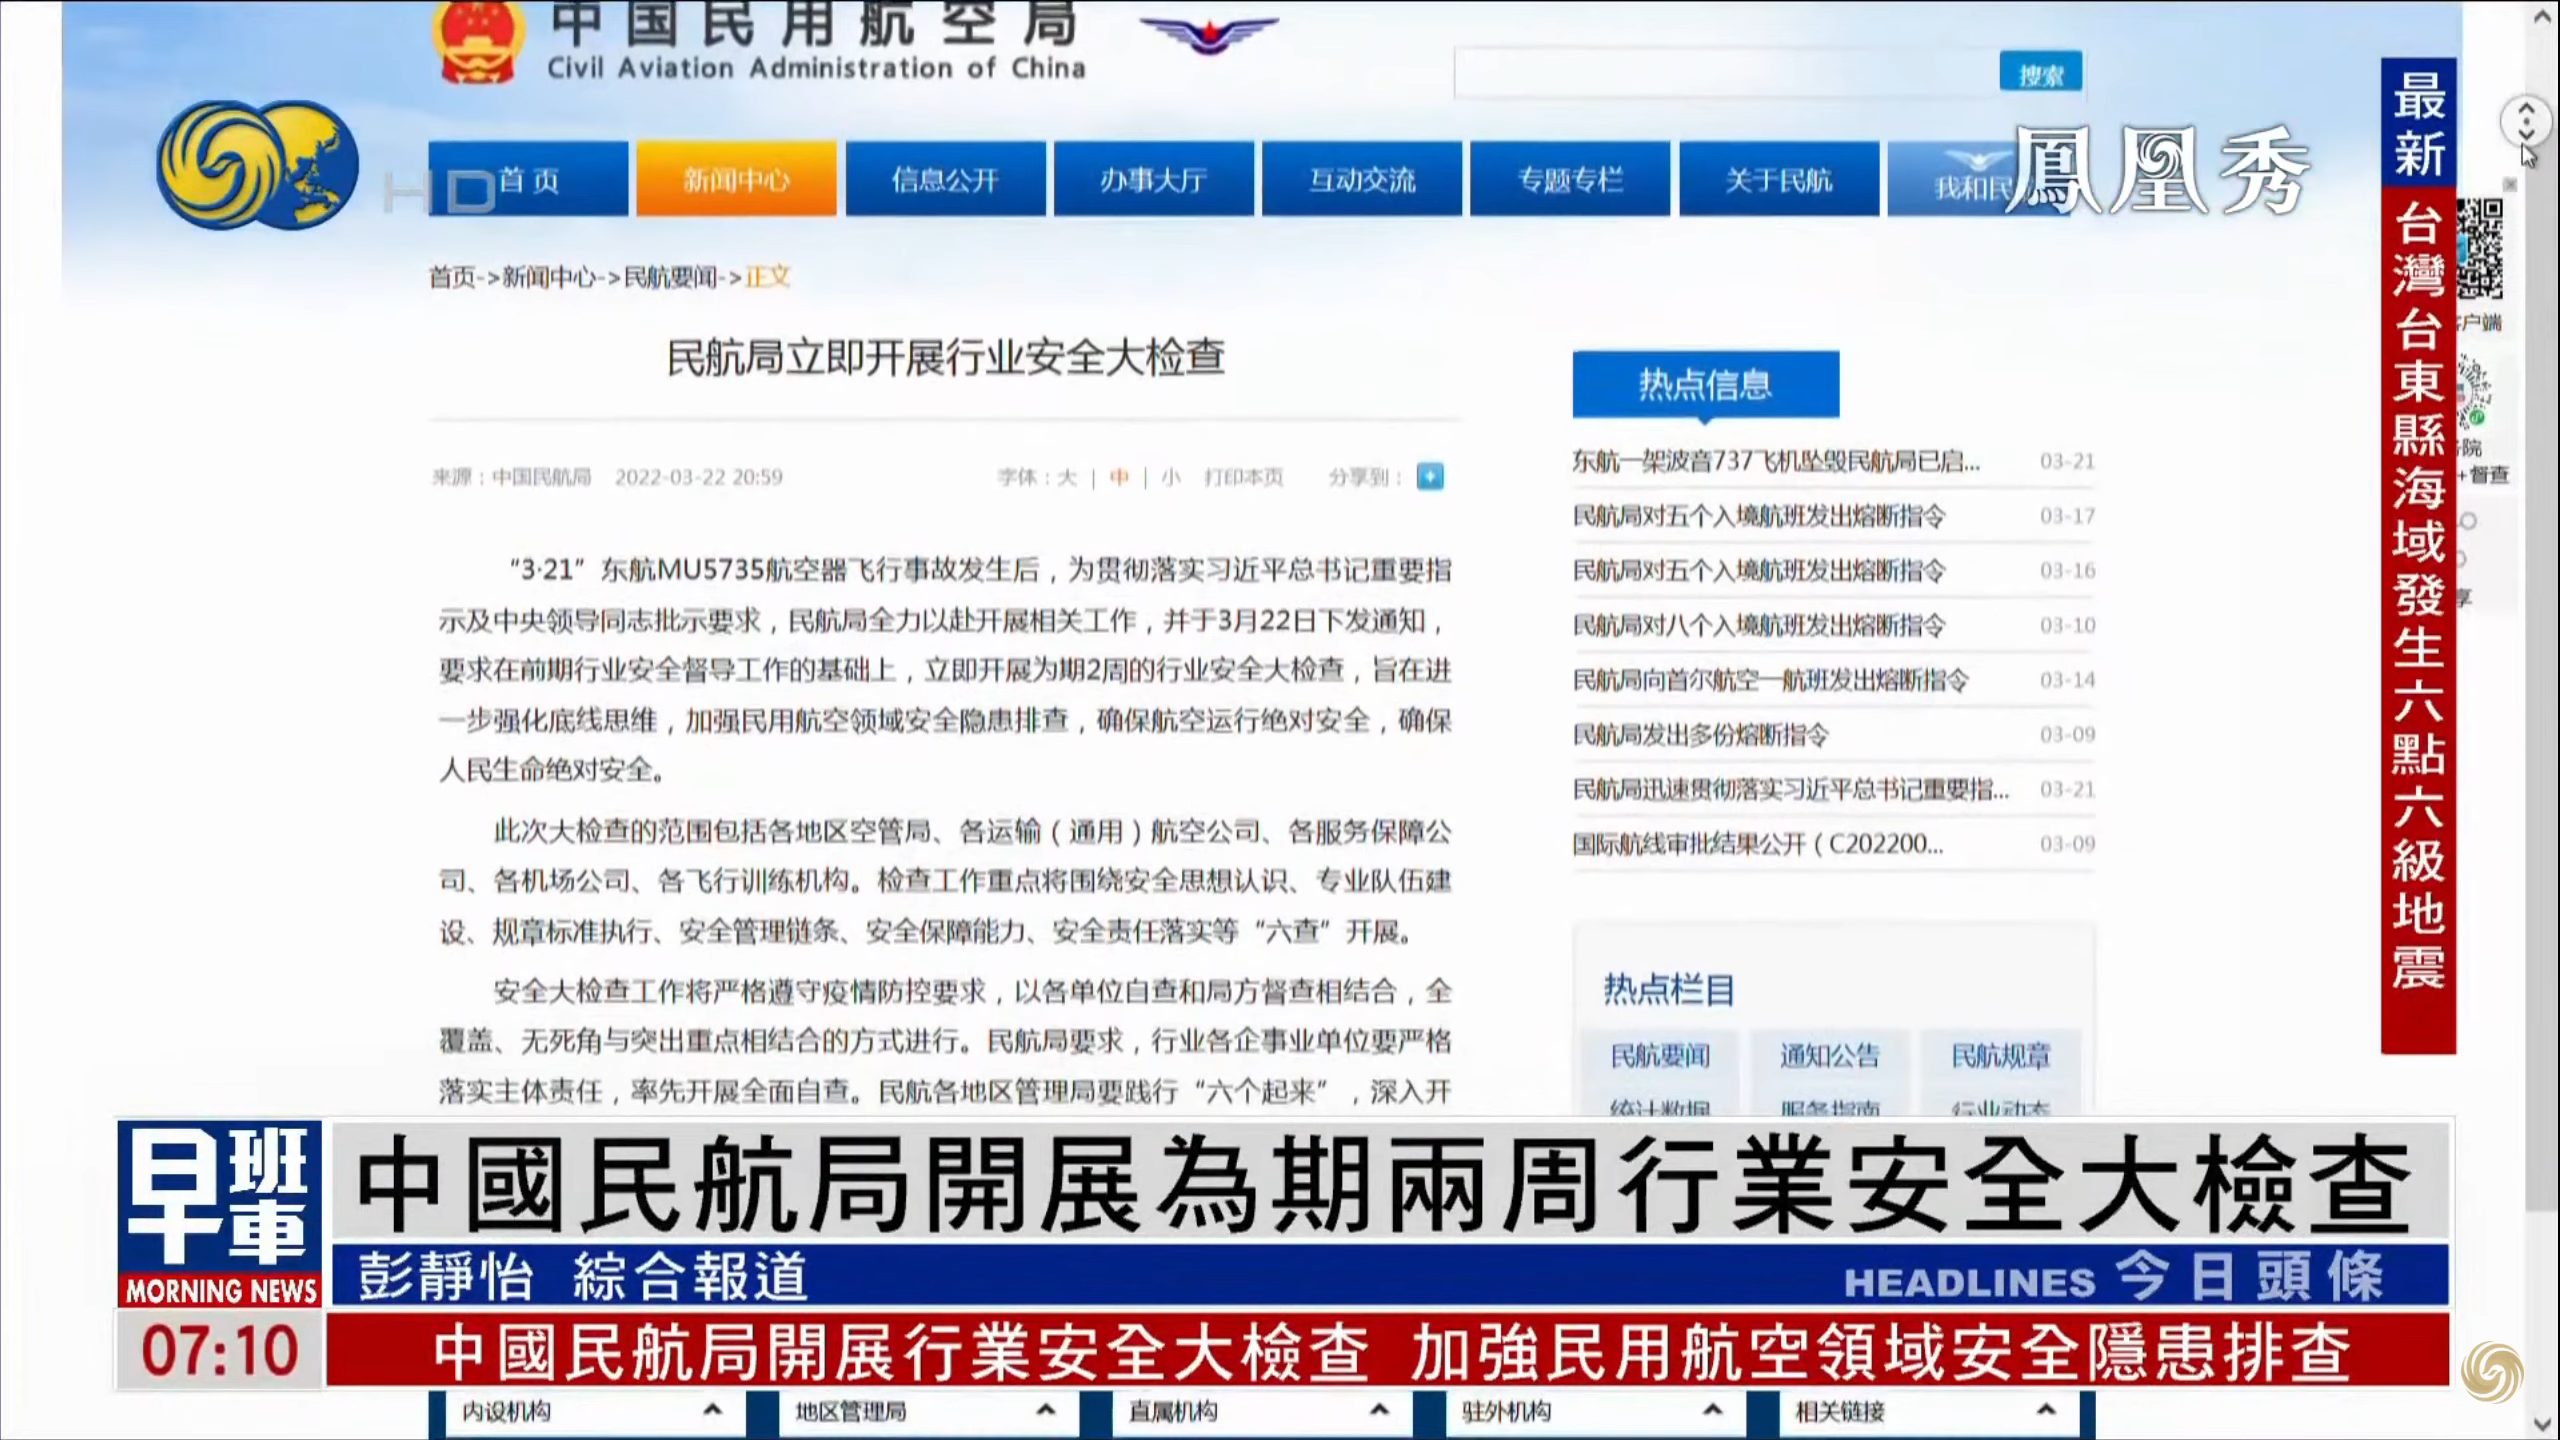 中国民用航空局
Civil Aviation Administration of China
搜索
HD
首页
新闻中心
信息公开
办事大厅
互动交流
专题专栏
关于民航
我和民
鳳凰秀
首页->新闻中心->民航要闻->正文
民航局立即开展行业安全大检查
来源：中国民航局 2022-03-22 20:59
字体：大 | 中 | 小 打印本页 分享到：
“3·21”东航MU5735航空器飞行事故发生后，为贯彻落实习近平总书记重要指
示及中央领导同志批示要求，民航局全力以赴开展相关工作，并于3月22日下发通知，
要求在前期行业安全督导工作的基础上，立即开展为期2周的行业安全大检查，旨在进
一步强化底线思维，加强民用航空领域安全隐患排查，确保航空运行绝对安全，确保
人民生命绝对安全。
此次大检查的范围包括各地区空管局、各运输（通用）航空公司、各服务保障公
司、各机场公司、各飞行训练机构。检查工作重点将围绕安全思想认识、专业队伍建
设、规章标准执行、安全管理链条、安全保障能力、安全责任落实等“六查”开展。
安全大检查工作将严格遵守疫情防控要求，以各单位自查和局方督查相结合，全
覆盖、无死角与突出重点相结合的方式进行。民航局要求，行业各企事业单位要严格
落实主体责任，率先开展全面自查。民航各地区管理局要践行“六个起来”，深入开
热点信息
东航一架波音737飞机坠毁民航局已启... 03-21
民航局对五个入境航班发出熔断指令 03-17
民航局对五个入境航班发出熔断指令 03-16
民航局对八个入境航班发出熔断指令 03-10
民航局向首尔航空一航班发出熔断指令 03-14
民航局发出多份熔断指令 03-09
民航局迅速贯彻落实习近平总书记重要指... 03-21
国际航线审批结果公开（C202200... 03-09
热点栏目
民航要闻 通知公告 民航规章
统计数据 服务指南 行业动态
最新
台灣台東縣海域發生六點六級地震
户端
院
+督查
享
早班車
MORNING NEWS
07:10
中國民航局開展為期兩周行業安全大檢查
彭靜怡 綜合報道
HEADLINES 今日頭條
中國民航局開展行業安全大檢查 加強民用航空領域安全隱患排查
内设机构 地区管理局 直属机构 驻外机构 相关链接